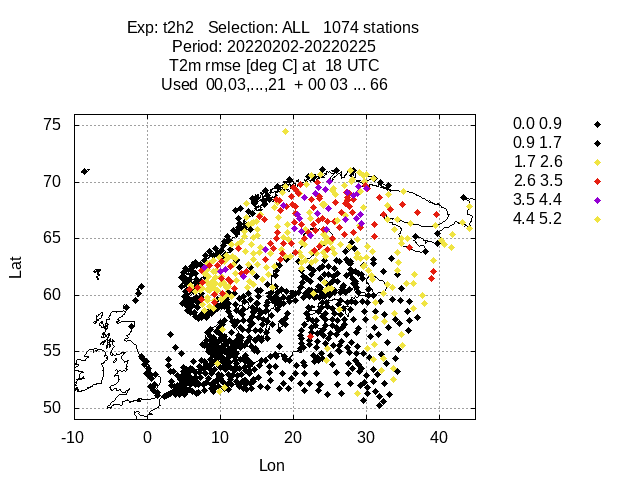 Exp: t2h2   Selection: ALL   1074 stations
Period: 20220202-20220225
T2m rmse [deg C] at  18 UTC
Used  00,03,...,21  + 00 03 ... 66
75
70
65
60
55
50
-10 0 10 20 30 40
Lat
Lon
0.0 0.9
0.9 1.7
1.7 2.6
2.6 3.5
3.5 4.4
4.4 5.2